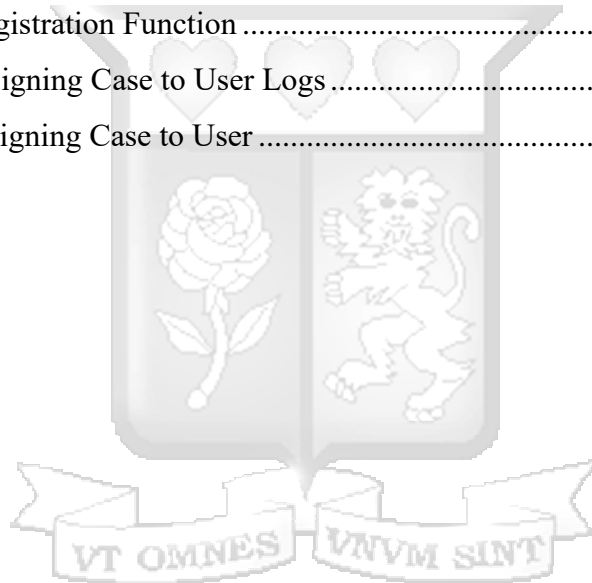 gistration Function ............................................
igning Case to User Logs .................................
igning Case to User ..........................................
VT OMNES VNVM SINT